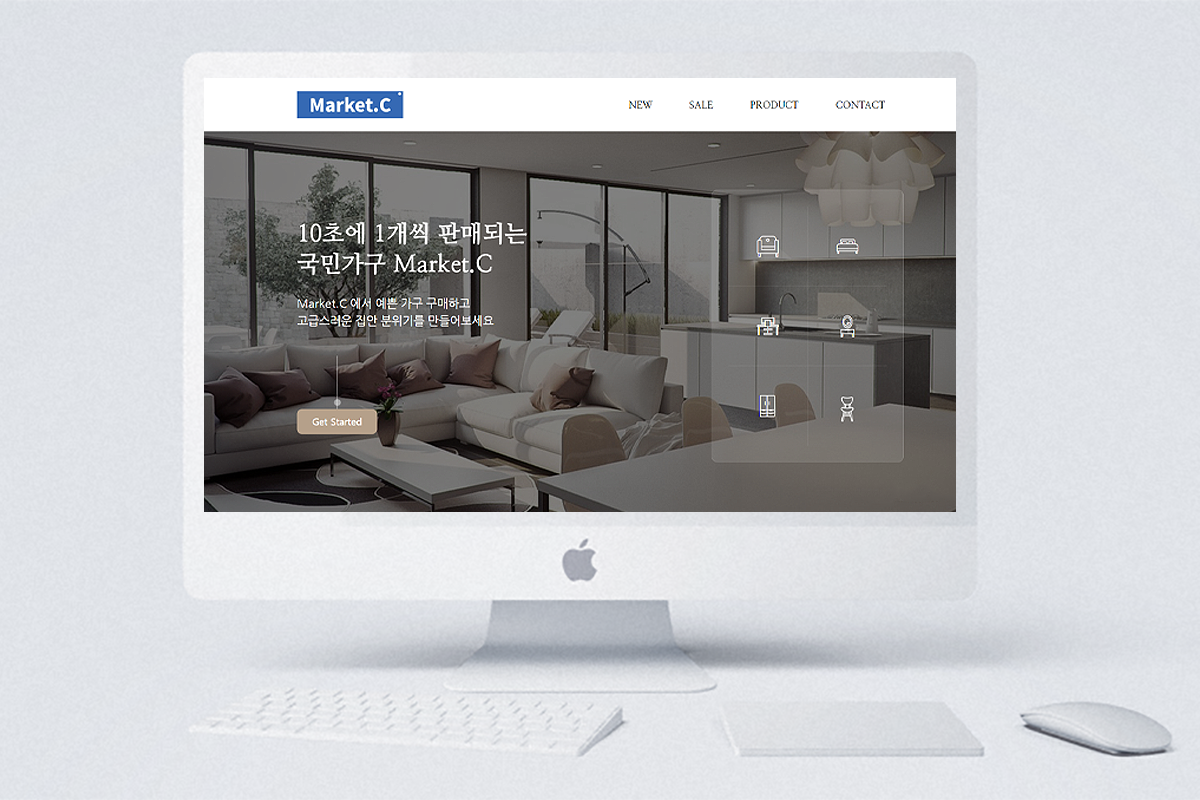 Market.C
NEW SALE PRODUCT CONTACT
10초에 1개씩 판매되는
국민가구 Market.C
Market.C 에서 예쁜 가구 구매하고
고급스러운 집안 분위기를 만들어보세요
Get Started